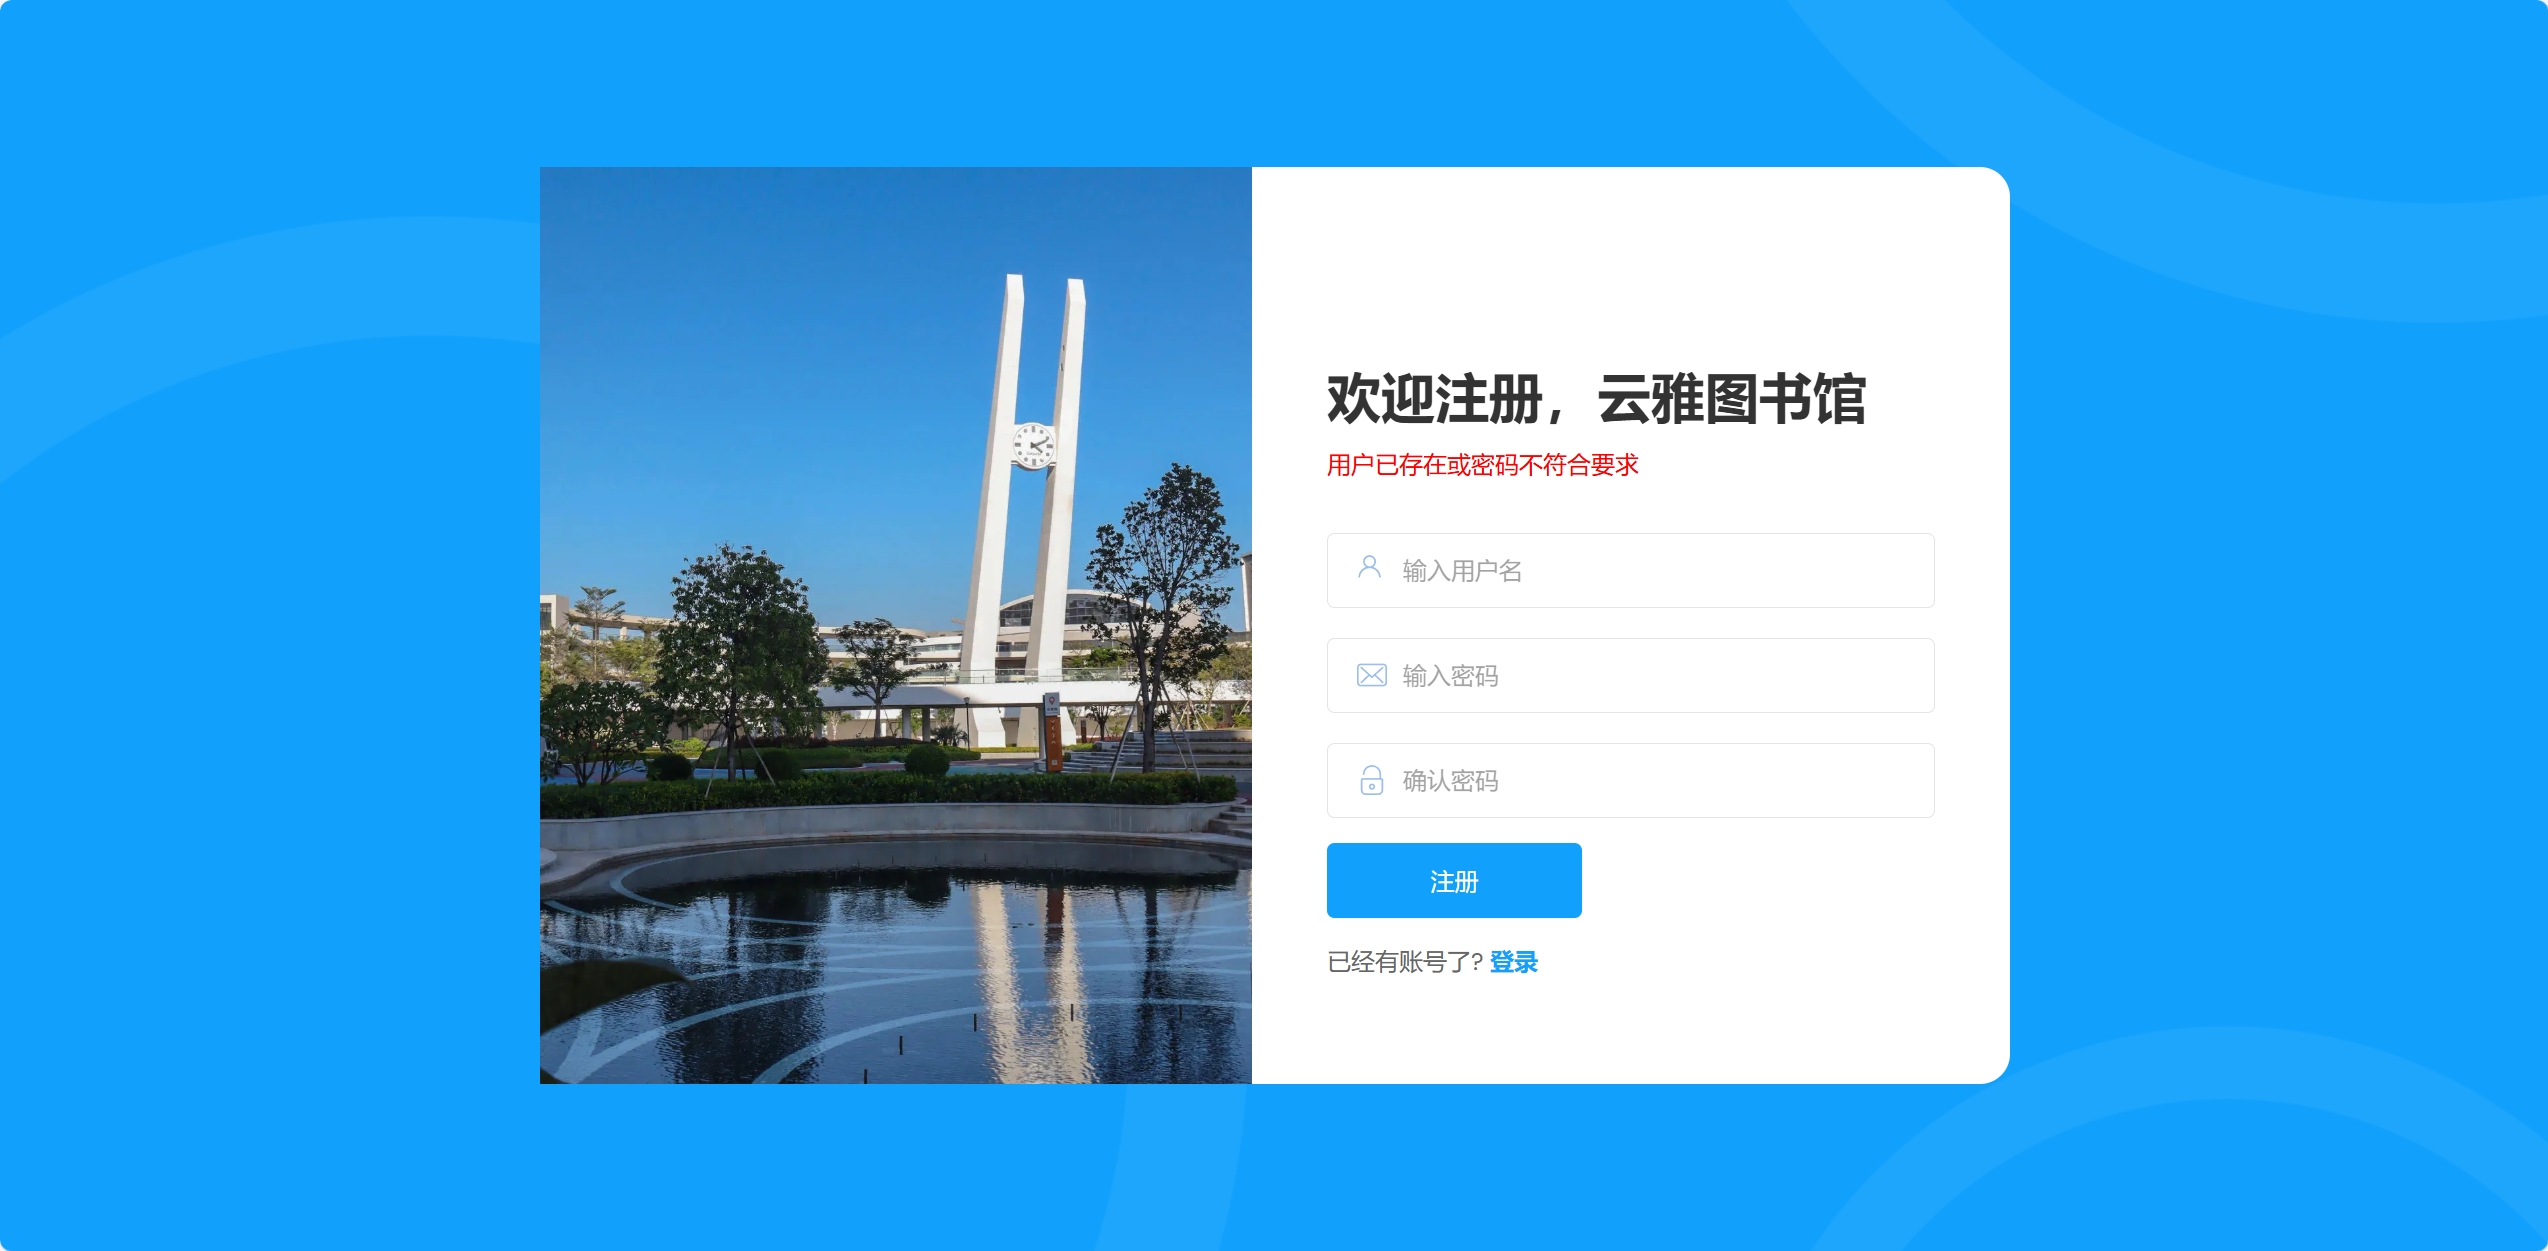 欢迎注册，云雅图书馆
用户已存在或密码不符合要求
输入用户名
输入密码
确认密码
注册
已经有账号了? 登录